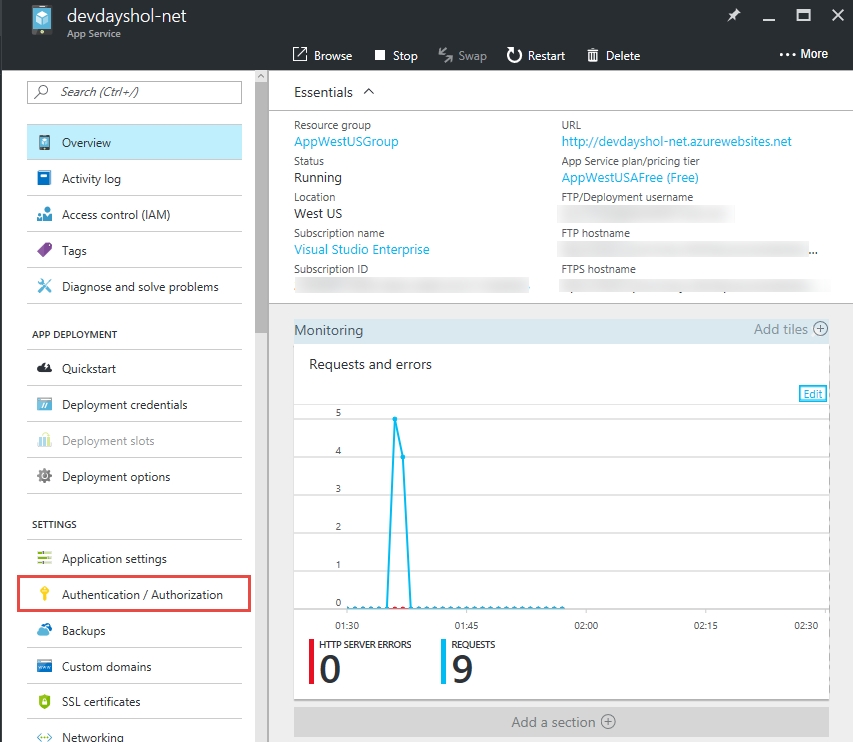 devdayshol-net
App Service
Browse
Stop
Swap
Restart
Delete
More
Search (Ctrl+/)
Overview
Activity log
Access control (IAM)
Tags
Diagnose and solve problems
APP DEPLOYMENT
Quickstart
Deployment credentials
Deployment slots
Deployment options
SETTINGS
Application settings
Authentication / Authorization
Backups
Custom domains
SSL certificates
Networking
Essentials
Resource group
AppWestUSGroup
Status
Running
Location
West US
Subscription name
Visual Studio Enterprise
Subscription ID
URL
http://devdayshol-net.azurewebsites.net
App Service plan/pricing tier
AppWestUSAFree (Free)
FTP/Deployment username
FTP hostname
...
FTPS hostname
Monitoring
Add tiles
Requests and errors
Edit
5
4
3
2
1
0
01:30 01:45 02:00 02:15 02:30
HTTP SERVER ERRORS
0
REQUESTS
9
Add a section